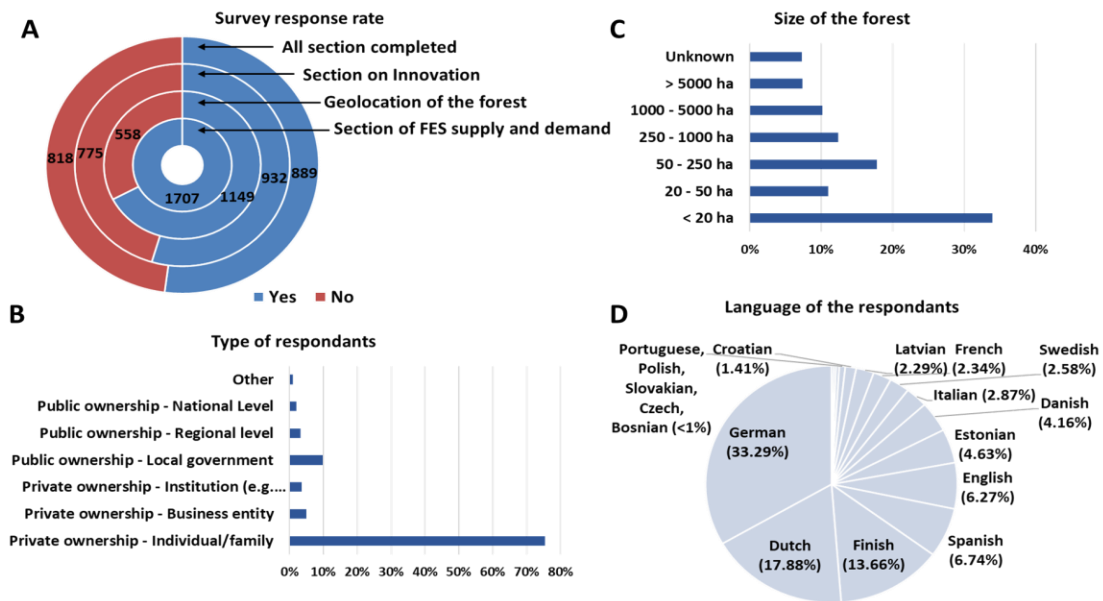 A
Survey response rate
All section completed
Section on Innovation
Geolocation of the forest
Section of FES supply and demand
558
818
775
932
889
1149
1707
Yes
No
B
Type of respondants
Other
Public ownership - National Level
Public ownership - Regional level
Public ownership - Local government
Private ownership - Institution (e.g....
Private ownership - Business entity
Private ownership - Individual/family
0% 10% 20% 30% 40% 50% 60% 70% 80%
C
Size of the forest
Unknown
> 5000 ha
1000 - 5000 ha
250 - 1000 ha
50 - 250 ha
20 - 50 ha
< 20 ha
0% 10% 20% 30% 40%
D
Language of the respondants
Portuguese,
Polish,
Slovakian,
Czech,
Bosnian (<1%)
Croatian
(1.41%)
Latvian
(2.29%)
French
(2.34%)
Swedish
(2.58%)
Italian (2.87%)
Danish
(4.16%)
Estonian
(4.63%)
English
(6.27%)
Spanish
(6.74%)
Finish
(13.66%)
Dutch
(17.88%)
German
(33.29%)